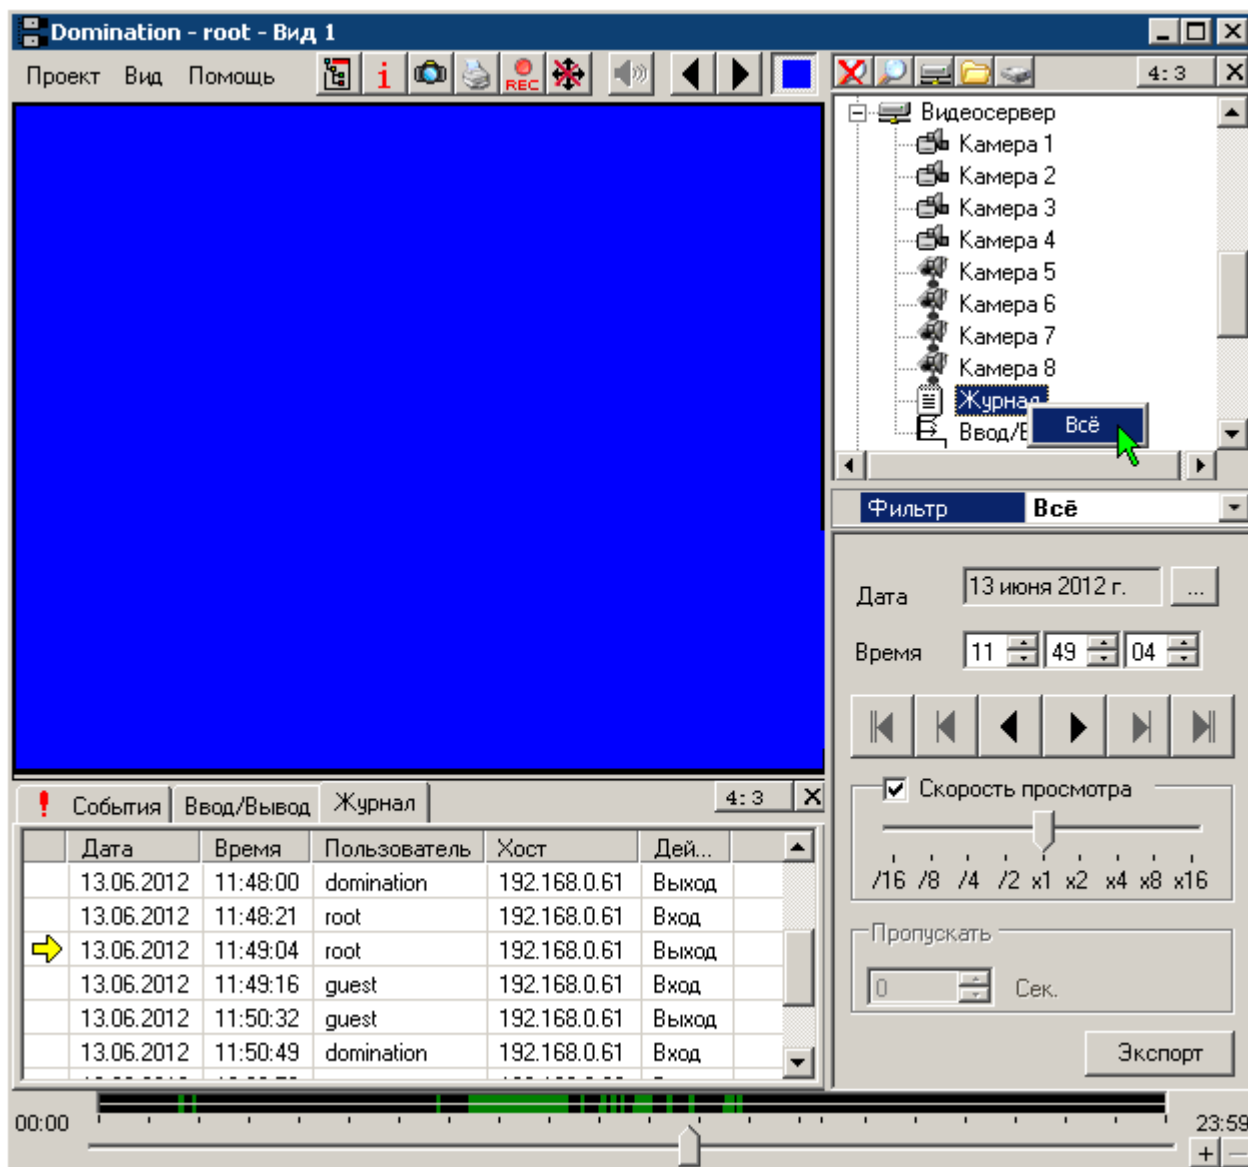 Domination - root - Вид 1
Проект Вид Помощь
REC
4:3
Видеосервер
Камера 1
Камера 2
Камера 3
Камера 4
Камера 5
Камера 6
Камера 7
Камера 8
Журнал
Всё
Ввод/В
Фильтр Всё
Дата 13 июня 2012 г. ...
Время 11 49 04
Скорость просмотра
/16 /8 /4 /2 x1 x2 x4 x8 x16
Пропускать
0 Сек.
Экспорт
События Ввод/Вывод Журнал 4:3
Дата Время Пользователь Хост Дей...
13.06.2012 11:48:00 domination 192.168.0.61 Выход
13.06.2012 11:48:21 root 192.168.0.61 Вход
13.06.2012 11:49:04 root 192.168.0.61 Выход
13.06.2012 11:49:16 guest 192.168.0.61 Вход
13.06.2012 11:50:32 guest 192.168.0.61 Выход
13.06.2012 11:50:49 domination 192.168.0.61 Вход
00:00 23:59